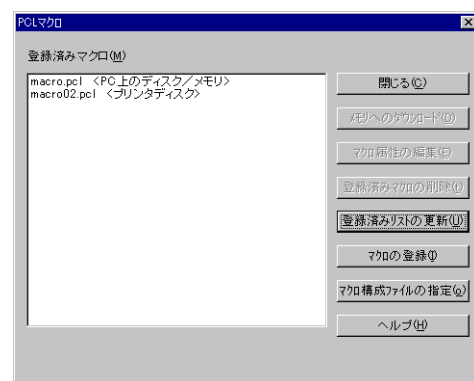 PCLマクロ
登録済みマクロ(M)
macro.pcl <PC上のディスク/メモリ>
macro02.pcl <プリンタディスク>
閉じる(C)
メモリへのダウンロード(D)
マクロ属性の編集(E)
登録済みマクロの削除(t)
登録済みリストの更新(U)
マクロの登録(I)
マクロ構成ファイルの指定(o)
ヘルプ(H)